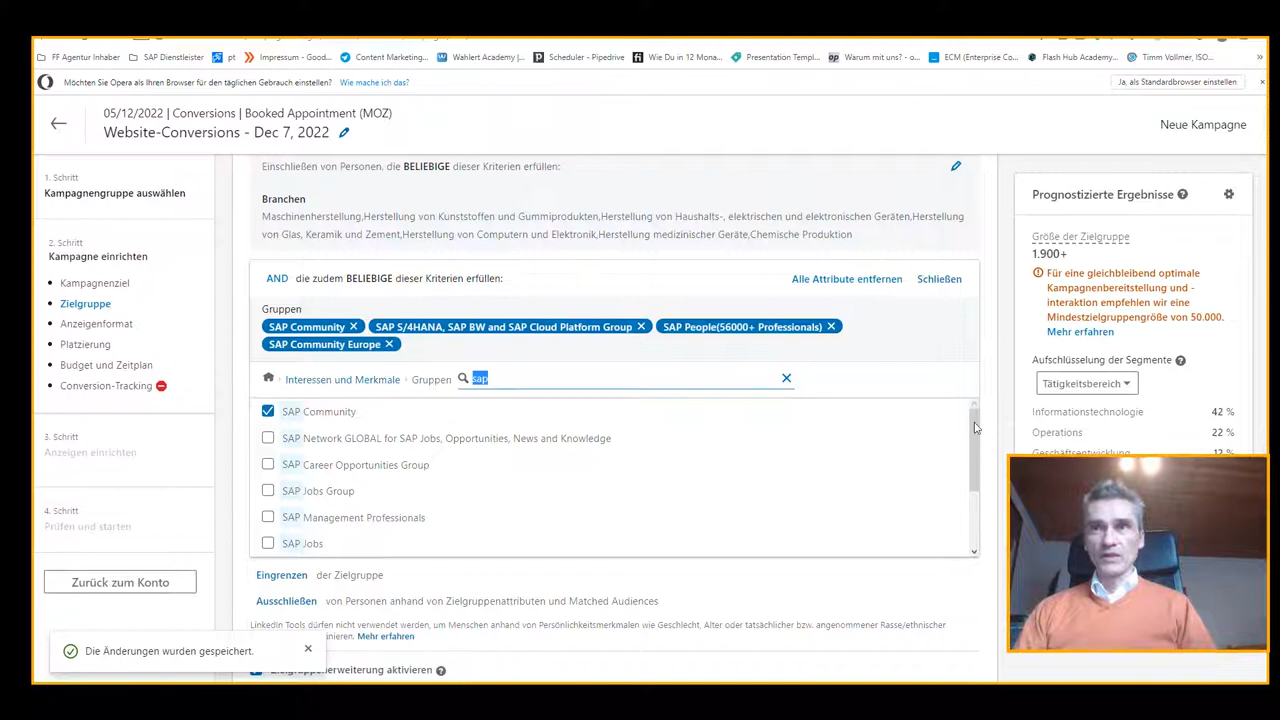 FF Agentur Inhaber
SAP Dienstleister
pt
Impressum - Good...
Content Marketing...
Wahlert Academy |...
Scheduler - Pipedrive
Wie Du in 12 Mona...
Presentation Templ...
Warum mit uns? - o...
ECM (Enterprise Co...
Flash Hub Academy...
Timm Vollmer, ISO...
»
Möchten Sie Opera als Ihren Browser für den täglichen Gebrauch einstellen?
Wie mache ich das?
Ja, als Standardbrowser einstellen
05/12/2022 | Conversions | Booked Appointment (MOZ)
Website-Conversions - Dec 7, 2022
Neue Kampagne
1. Schritt
Kampagnengruppe auswählen
2. Schritt
Kampagne einrichten
Kampagnenziel
Zielgruppe
Anzeigenformat
Platzierung
Budget und Zeitplan
Conversion-Tracking
3. Schritt
Anzeigen einrichten
4. Schritt
Prüfen und starten
Zurück zum Konto
Einschließen von Personen, die BELIEBIGE dieser Kriterien erfüllen:
Branchen
Maschinenherstellung,Herstellung von Kunststoffen und Gummiprodukten,Herstellung von Haushalts-, elektrischen und elektronischen Geräten,Herstellung
von Glas, Keramik und Zement,Herstellung von Computern und Elektronik,Herstellung medizinischer Geräte,Chemische Produktion
AND die zudem BELIEBIGE dieser Kriterien erfüllen:
Alle Attribute entfernen
Schließen
Gruppen
SAP Community
SAP S/4HANA, SAP BW and SAP Cloud Platform Group
SAP People(56000+ Professionals)
SAP Community Europe
Interessen und Merkmale › Gruppen
sap
SAP Community
SAP Network GLOBAL for SAP Jobs, Opportunities, News and Knowledge
SAP Career Opportunities Group
SAP Jobs Group
SAP Management Professionals
SAP Jobs
Eingrenzen der Zielgruppe
Ausschließen von Personen anhand von Zielgruppenattributen und Matched Audiences
LinkedIn Tools dürfen nicht verwendet werden, um Menschen anhand von Persönlichkeitsmerkmalen wie Geschlecht, Alter oder tatsächlicher bzw. angenommener Rasse/ethnischer
Mehr erfahren
Die Änderungen wurden gespeichert.
Zielgruppenerweiterung aktivieren
Prognostizierte Ergebnisse
Größe der Zielgruppe
1.900+
Für eine gleichbleibend optimale
Kampagnenbereitstellung und -
interaktion empfehlen wir eine
Mindestzielgruppengröße von 50.000.
Mehr erfahren
Aufschlüsselung der Segmente
Tätigkeitsbereich
Informationstechnologie 42 %
Operations 22 %
Geschäftsentwicklung 12 %